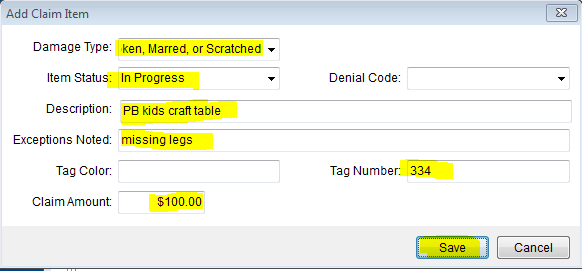 Add Claim Item
Damage Type: ken, Marred, or Scratched
Item Status: In Progress Denial Code:
Description: PB kids craft table
Exceptions Noted: missing legs
Tag Color: Tag Number: 334
Claim Amount: $100.00
Save Cancel